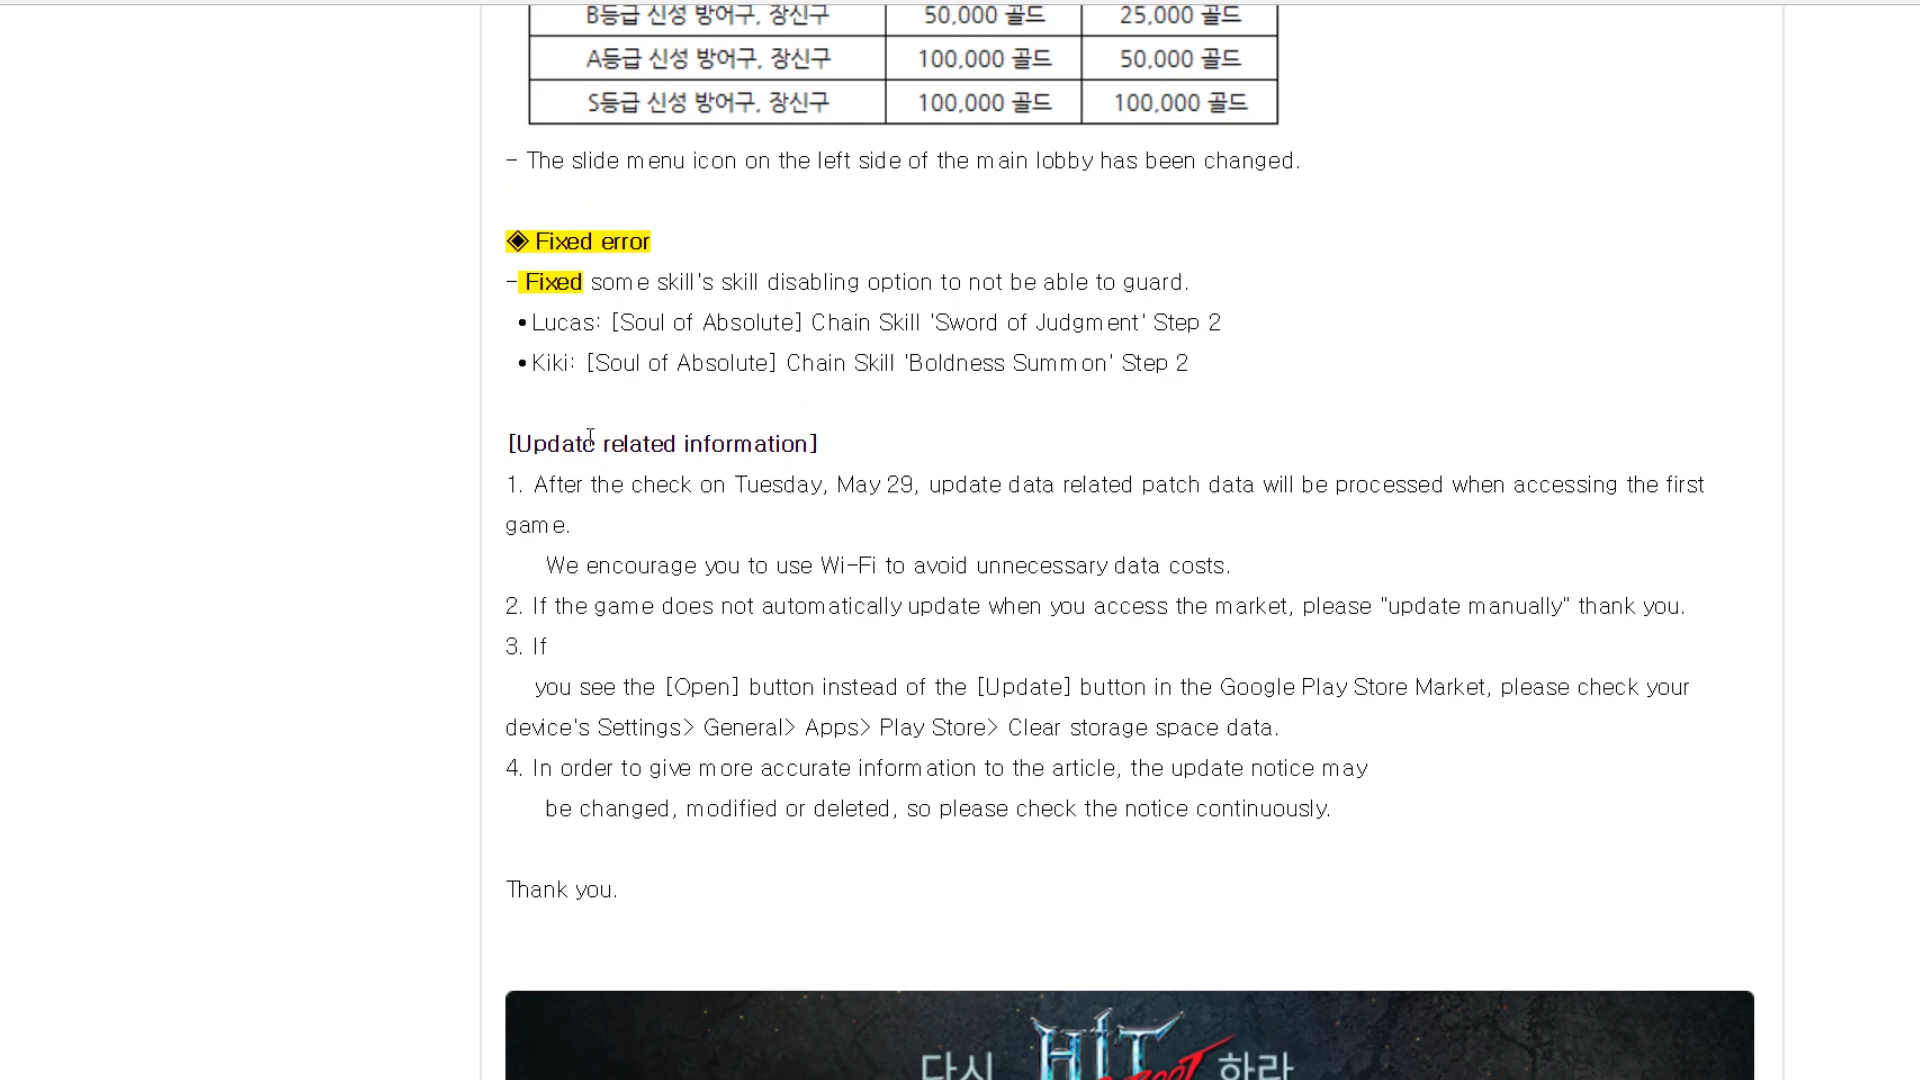 B등급 신성 방어구, 장신구 50,000 골드 25,000 골드
A등급 신성 방어구, 장신구 100,000 골드 50,000 골드
S등급 신성 방어구, 장신구 100,000 골드 100,000 골드
- The slide menu icon on the left side of the main lobby has been changed.
◈ Fixed error
- Fixed some skill's skill disabling option to not be able to guard.
• Lucas: [Soul of Absolute] Chain Skill 'Sword of Judgment' Step 2
• Kiki: [Soul of Absolute] Chain Skill 'Boldness Summon' Step 2
[Update related information]
1. After the check on Tuesday, May 29, update data related patch data will be processed when accessing the first
game.
We encourage you to use Wi-Fi to avoid unnecessary data costs.
2. If the game does not automatically update when you access the market, please "update manually" thank you.
3. If
you see the [Open] button instead of the [Update] button in the Google Play Store Market, please check your
device's Settings> General> Apps> Play Store> Clear storage space data.
4. In order to give more accurate information to the article, the update notice may
be changed, modified or deleted, so please check the notice continuously.
Thank you.
다시 HIT 하라